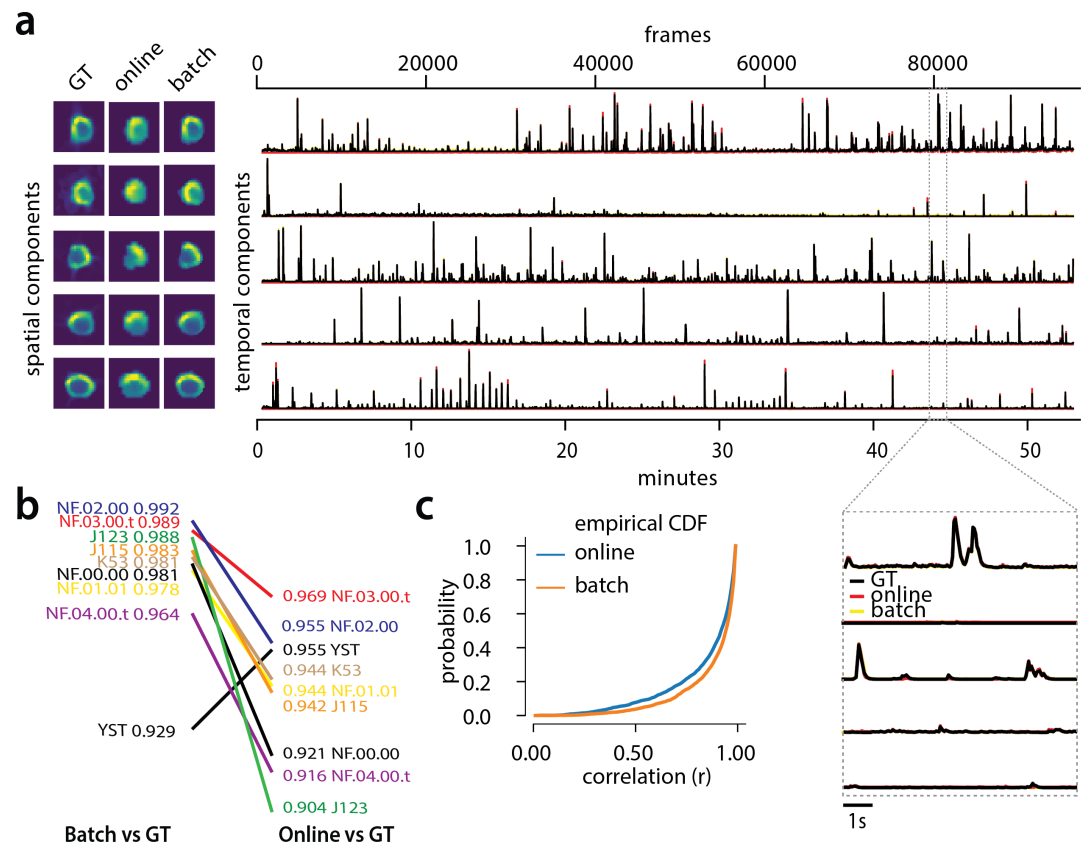 a
frames
0 20000 40000 60000 80000
GT online batch
spatial components
temporal components
0 10 20 30 40 50
minutes
b
NF.02.00 0.992
NF.03.00.t 0.989
J123 0.988
J115 0.983
K53 0.981
NF.00.00 0.981
NF.01.01 0.978
NF.04.00.t 0.964
YST 0.929
0.969 NF.03.00.t
0.955 NF.02.00
0.955 YST
0.944 K53
0.944 NF.01.01
0.942 J115
0.921 NF.00.00
0.916 NF.04.00.t
0.904 J123
Batch vs GT
Online vs GT
c
empirical CDF
online
batch
probability
1.0
0.8
0.6
0.4
0.2
0.0
0.00 0.50 1.00
correlation (r)
GT
online
batch
1s